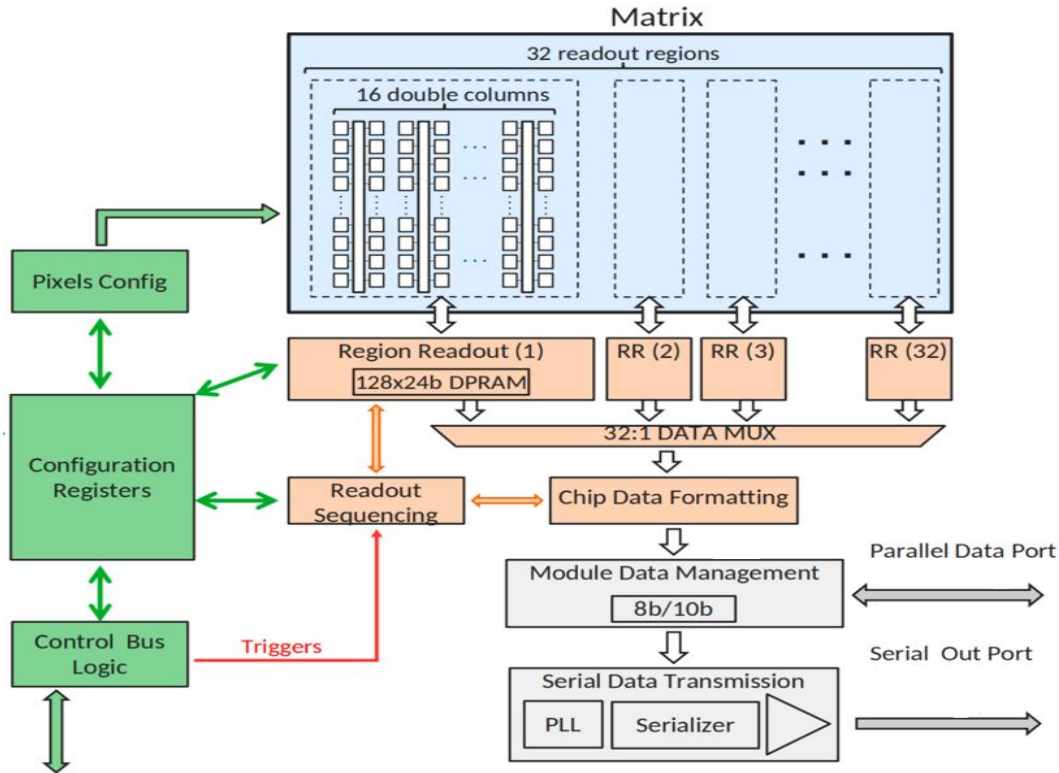 Matrix
32 readout regions
16 double columns
Pixels Config
Region Readout (1)
128x24b DPRAM
RR (2)
RR (3)
RR (32)
32:1 DATA MUX
Configuration
Registers
Readout
Sequencing
Chip Data Formatting
Parallel Data Port
Module Data Management
8b/10b
Control Bus
Logic
Triggers
Serial Out Port
Serial Data Transmission
PLL
Serializer